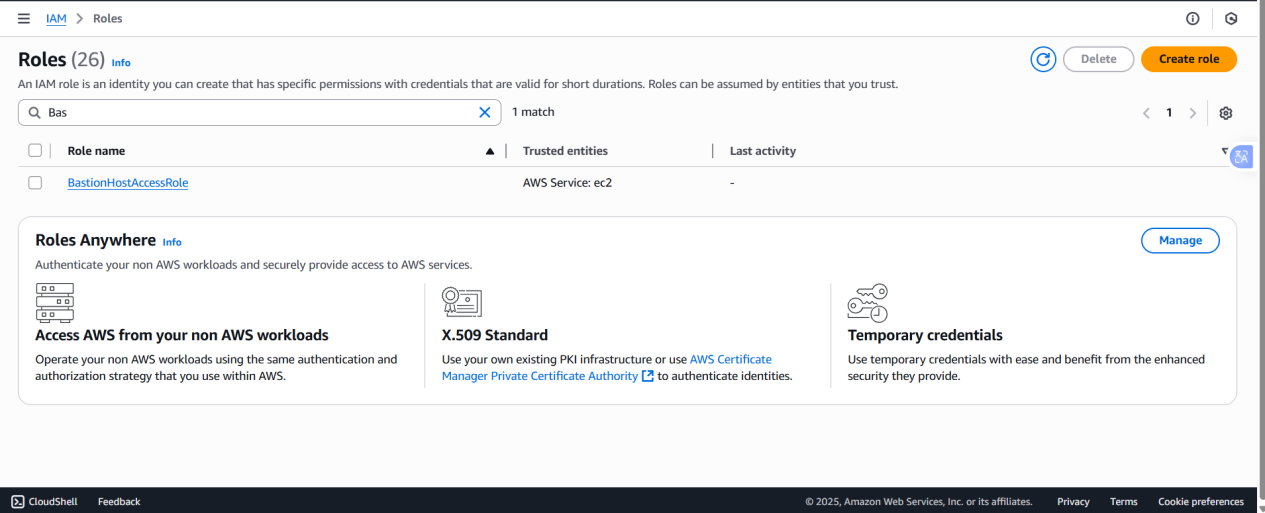 IAM > Roles
Roles (26) Info
Delete
Create role
An IAM role is an identity you can create that has specific permissions with credentials that are valid for short durations. Roles can be assumed by entities that you trust.
Bas
1 match
1
Role name
Trusted entities
Last activity
BastionHostAccessRole
AWS Service: ec2
-
Roles Anywhere Info
Manage
Authenticate your non AWS workloads and securely provide access to AWS services.
Access AWS from your non AWS workloads
Operate your non AWS workloads using the same authentication and
authorization strategy that you use within AWS.
X.509 Standard
Use your own existing PKI infrastructure or use AWS Certificate
Manager Private Certificate Authority to authenticate identities.
Temporary credentials
Use temporary credentials with ease and benefit from the enhanced
security they provide.
CloudShell
Feedback
© 2025, Amazon Web Services, Inc. or its affiliates.
Privacy
Terms
Cookie preferences